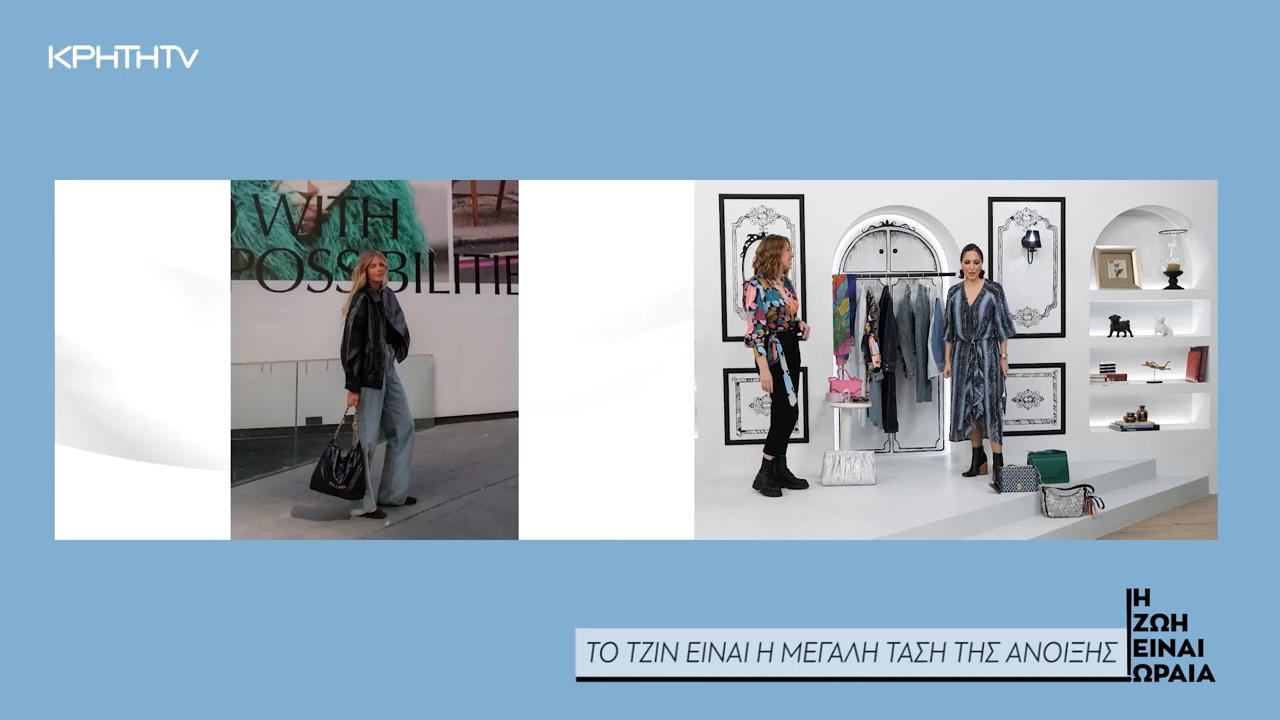 ΚΡΗΤΗTV
WITH
POSSIBILITIE
ΤΟ ΤΖΙΝ ΕΙΝΑΙ Η ΜΕΓΑΛΗ ΤΑΣΗ ΤΗΣ ΑΝΟΙΞΗΣ
Η
ΖΩΗ
ΕΙΝΑΙ
ΩΡΑΙΑ